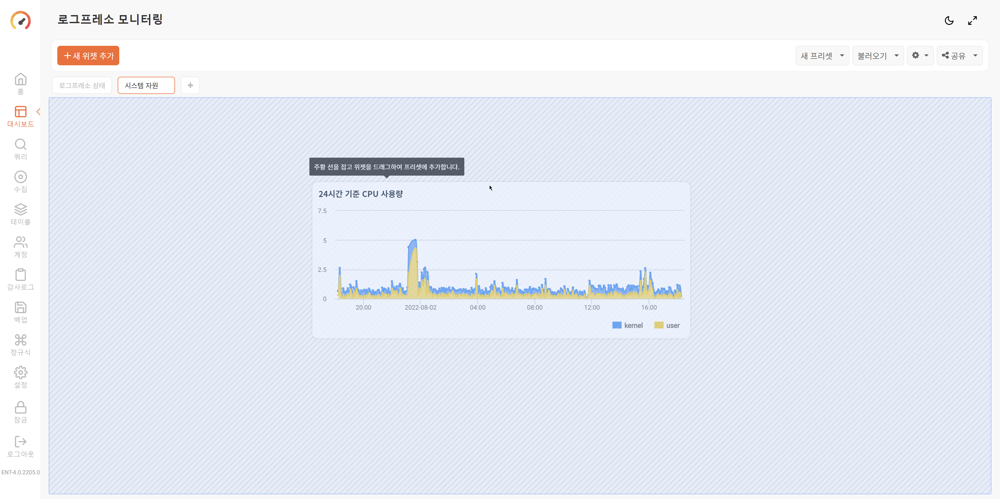 로그프레소 모니터링
새 위젯 추가
새 프리셋
불러오기
공유
로그프레소 상태
시스템 자원
홈
대시보드
쿼리
수집
테이블
계정
감사로그
백업
정규식
설정
잠금
로그아웃
ENT-4.0.2205.0
주황 선을 잡고 위젯을 드래그하여 프리셋에 추가합니다.
24시간 기준 CPU 사용량
7.5
5
2.5
0
20:00 2022-08-02 04:00 08:00 12:00 16:00
kernel user